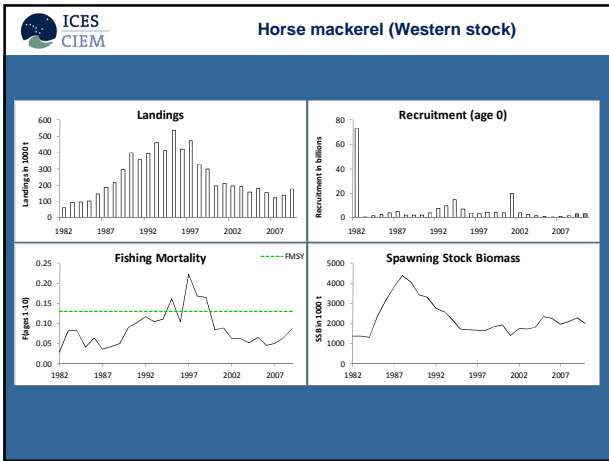 ICES
CIEM
Horse mackerel (Western stock)
Landings
Landings in 1000 t
600
500
400
300
200
100
0
1982 1987 1992 1997 2002 2007
Recruitment (age 0)
Recruitment in billions
80
60
40
20
0
1982 1987 1992 1997 2002 2007
Fishing Mortality
FMSY
F(ages 1-10)
0.25
0.20
0.15
0.10
0.05
0.00
1982 1987 1992 1997 2002 2007
Spawning Stock Biomass
SSB in 1000 t
5000
4000
3000
2000
1000
0
1982 1987 1992 1997 2002 2007